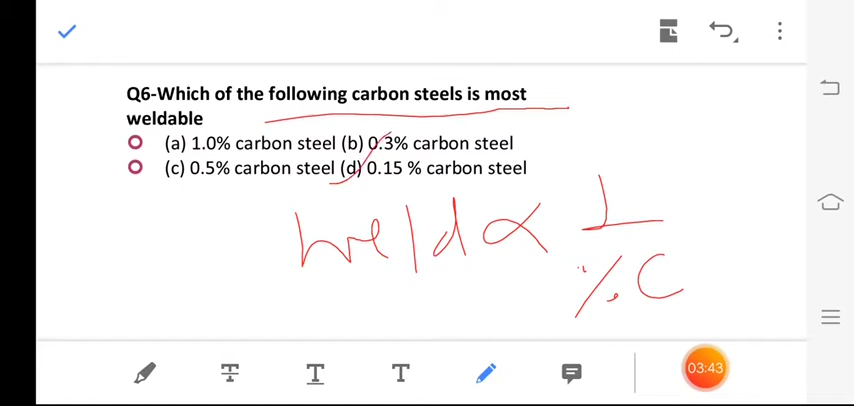 Q6-Which of the following carbon steels is most
weldable
(a) 1.0% carbon steel (b) 0.3% carbon steel
(c) 0.5% carbon steel (d) 0.15 % carbon steel
weld ∝ 1
% C
T T T
03:43